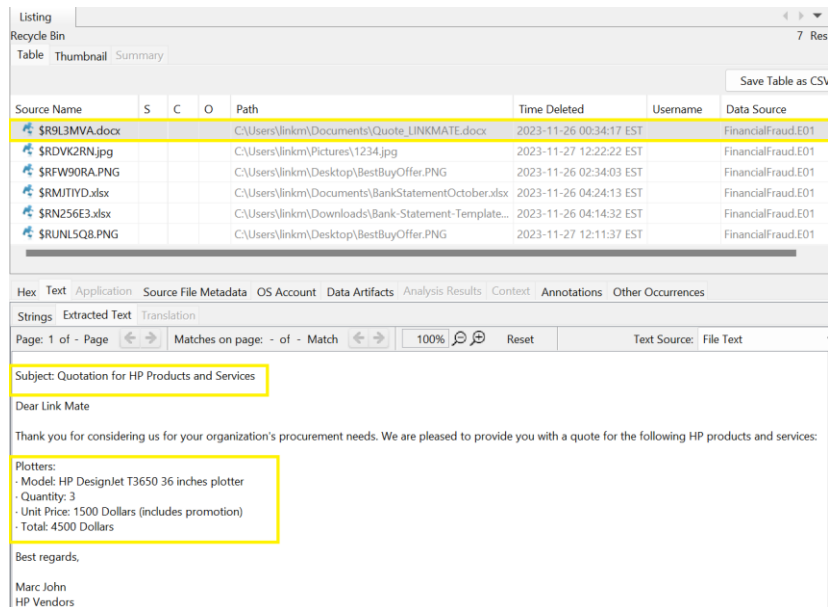 Listing
Recycle Bin
7 Res
Table Thumbnail Summary
Save Table as CSV
Source Name S C O Path Time Deleted Username Data Source
$R9L3MVA.docx C:\Users\linkm\Documents\Quote_LINKMATE.docx 2023-11-26 00:34:17 EST FinancialFraud.E01
$RDVK2RN.jpg C:\Users\linkm\Pictures\1234.jpg 2023-11-27 12:22:22 EST FinancialFraud.E01
$RFW90RA.PNG C:\Users\linkm\Desktop\BestBuyOffer.PNG 2023-11-26 02:34:03 EST FinancialFraud.E01
$RMJTIYD.xlsx C:\Users\linkm\Documents\BankStatementOctober.xlsx 2023-11-26 04:24:13 EST FinancialFraud.E01
$RN256E3.xlsx C:\Users\linkm\Downloads\Bank-Statement-Template... 2023-11-26 04:14:32 EST FinancialFraud.E01
$RUNL5Q8.PNG C:\Users\linkm\Desktop\BestBuyOffer.PNG 2023-11-27 12:11:37 EST FinancialFraud.E01
Hex Text Application Source File Metadata OS Account Data Artifacts Analysis Results Context Annotations Other Occurrences
Strings Extracted Text Translation
Page: 1 of - Page Matches on page: - of - Match 100% Reset Text Source: File Text
Subject: Quotation for HP Products and Services
Dear Link Mate
Thank you for considering us for your organization's procurement needs. We are pleased to provide you with a quote for the following HP products and services:
Plotters:
· Model: HP DesignJet T3650 36 inches plotter
· Quantity: 3
· Unit Price: 1500 Dollars (includes promotion)
· Total: 4500 Dollars
Best regards,
Marc John
HP Vendors